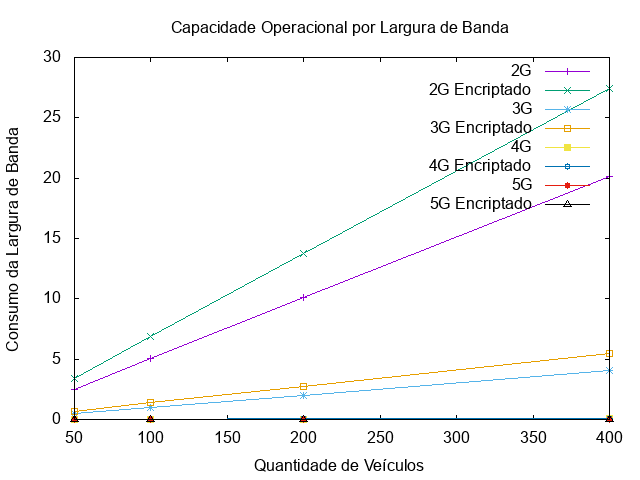 Capacidade Operacional por Largura de Banda
30
25
20
15
10
5
0
Consumo da Largura de Banda
2G
2G Encriptado
3G
3G Encriptado
4G
4G Encriptado
5G
5G Encriptado
50 100 150 200 250 300 350 400
Quantidade de Veículos